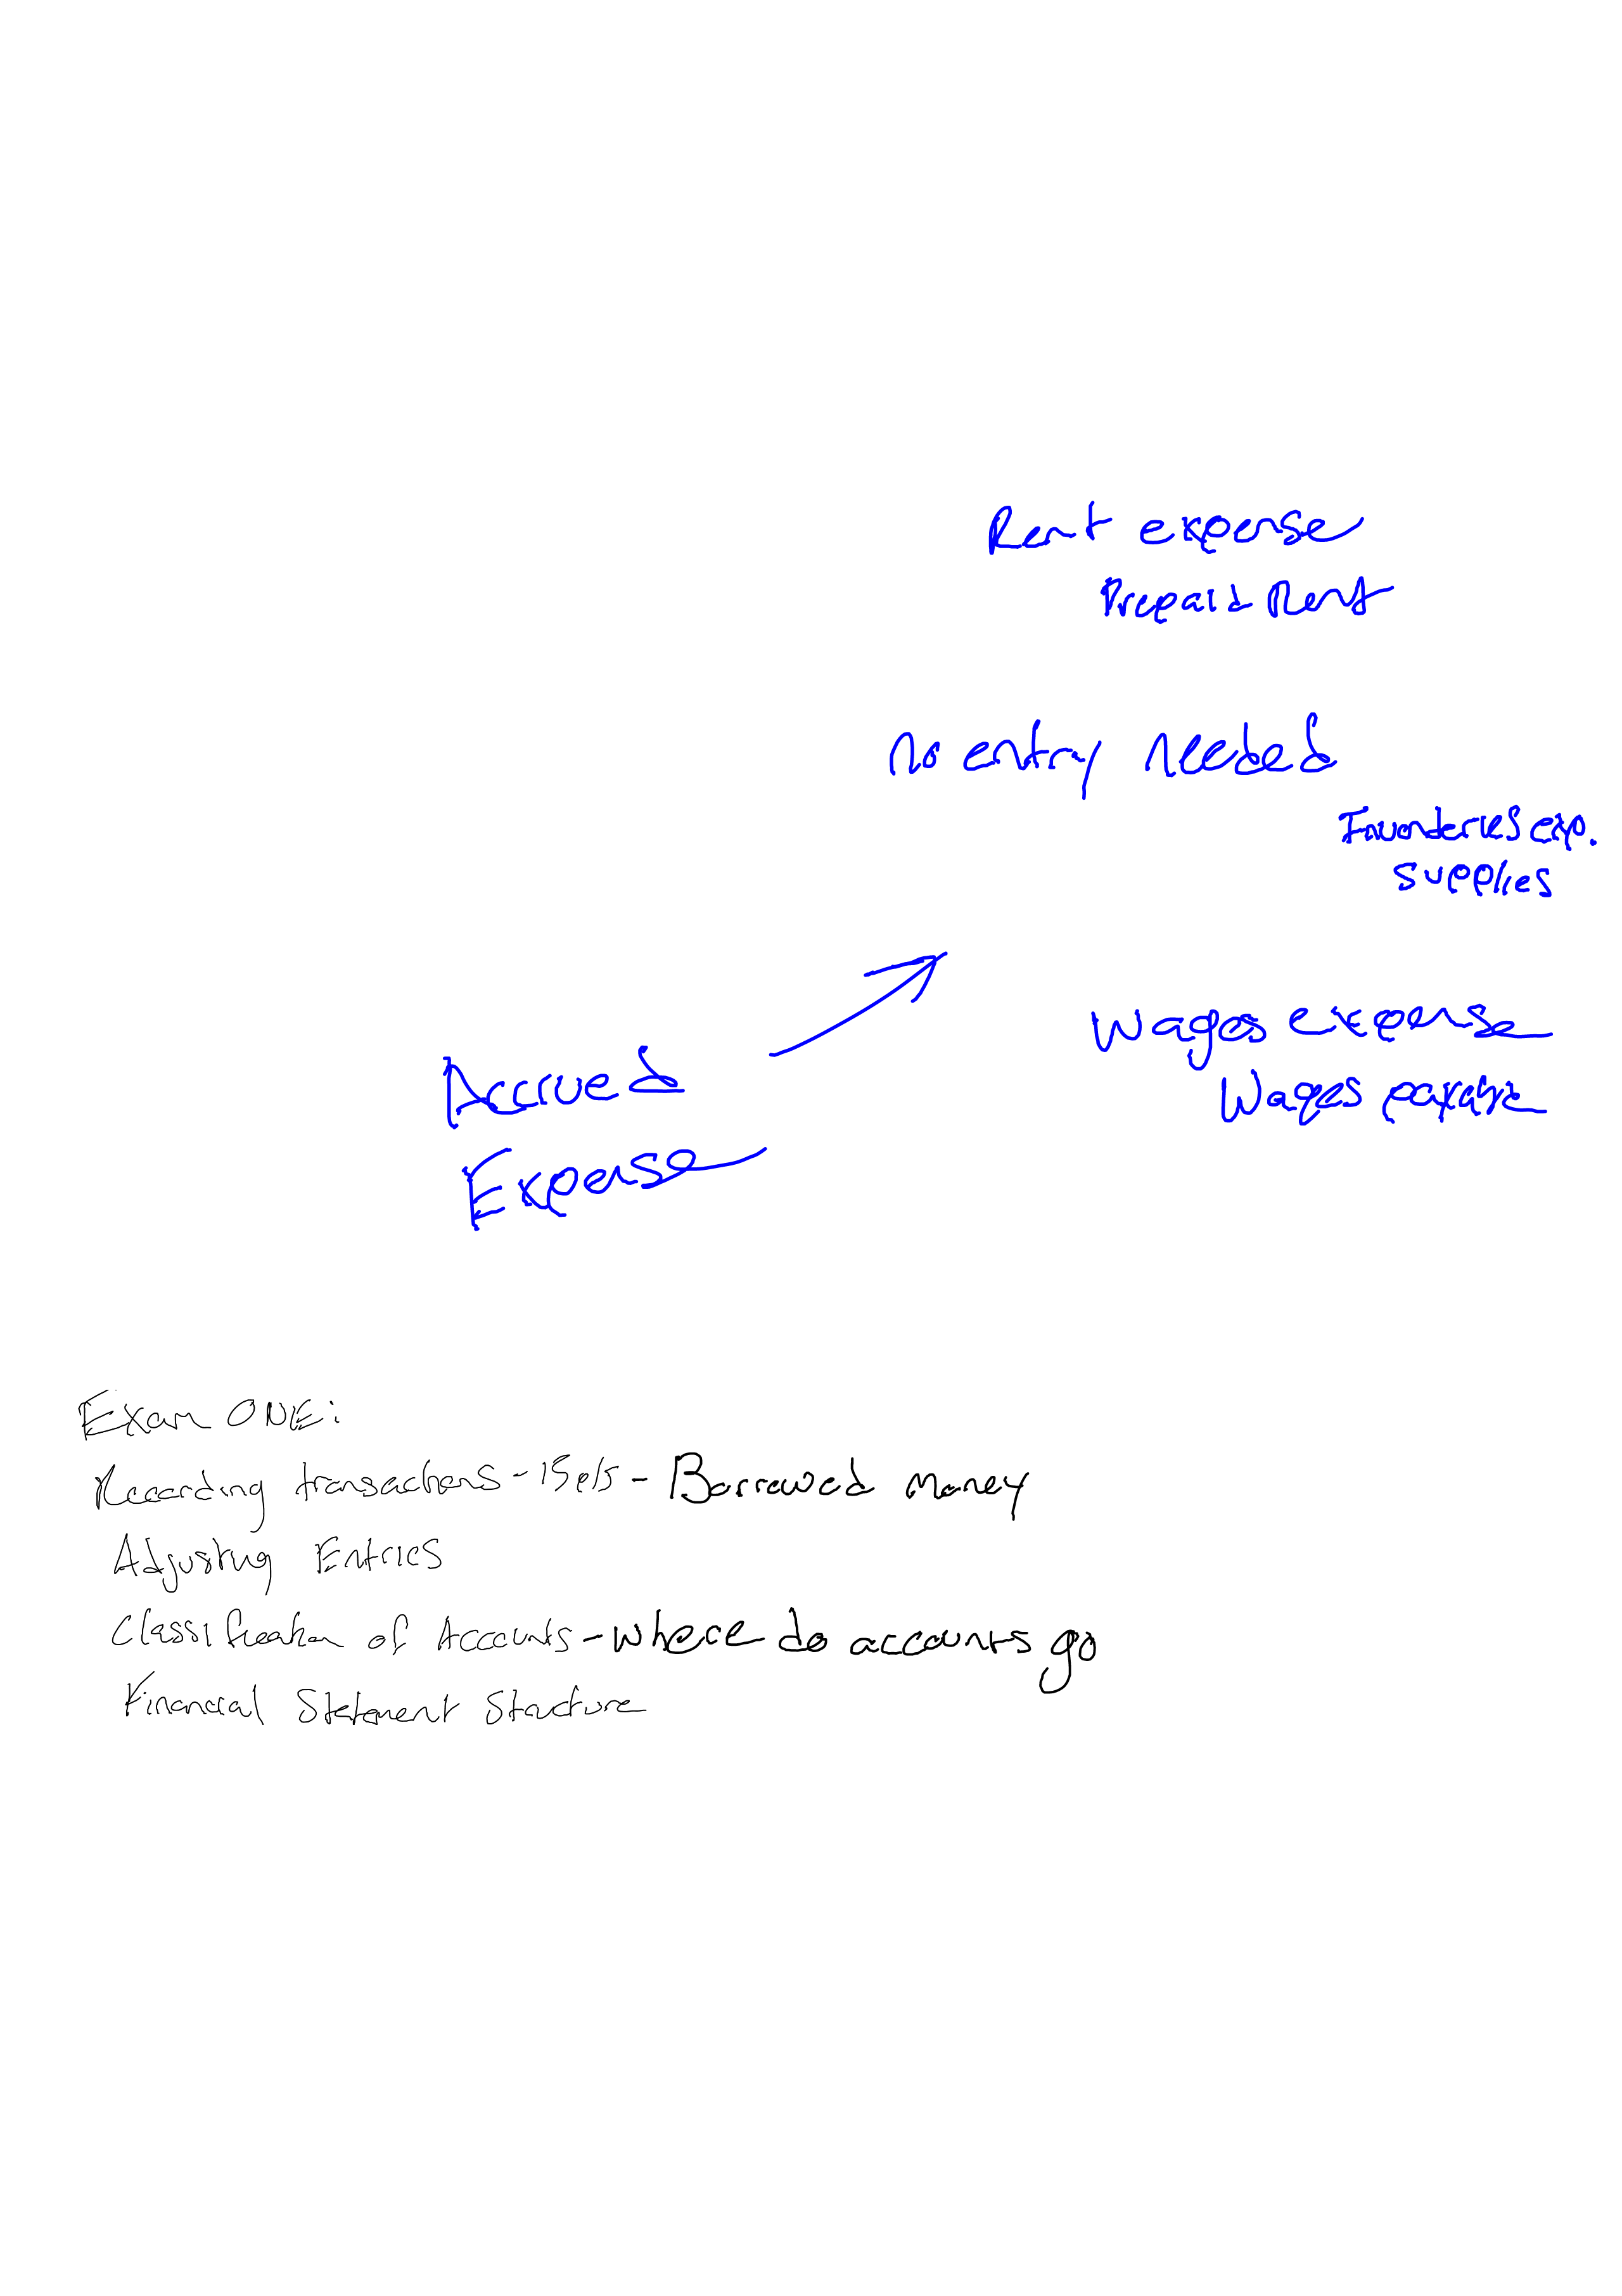 Rent expense
Prepaid Rent
no entry needed
Inventories exp.
supplies
Wages expense
Wages payable
Accrued
Expense
Exam ONE:
Recording transactions - 15 pts - Borrowed Money
Adjusting Entries
Classification of Accounts - where do accounts go
Financial Statement Structure